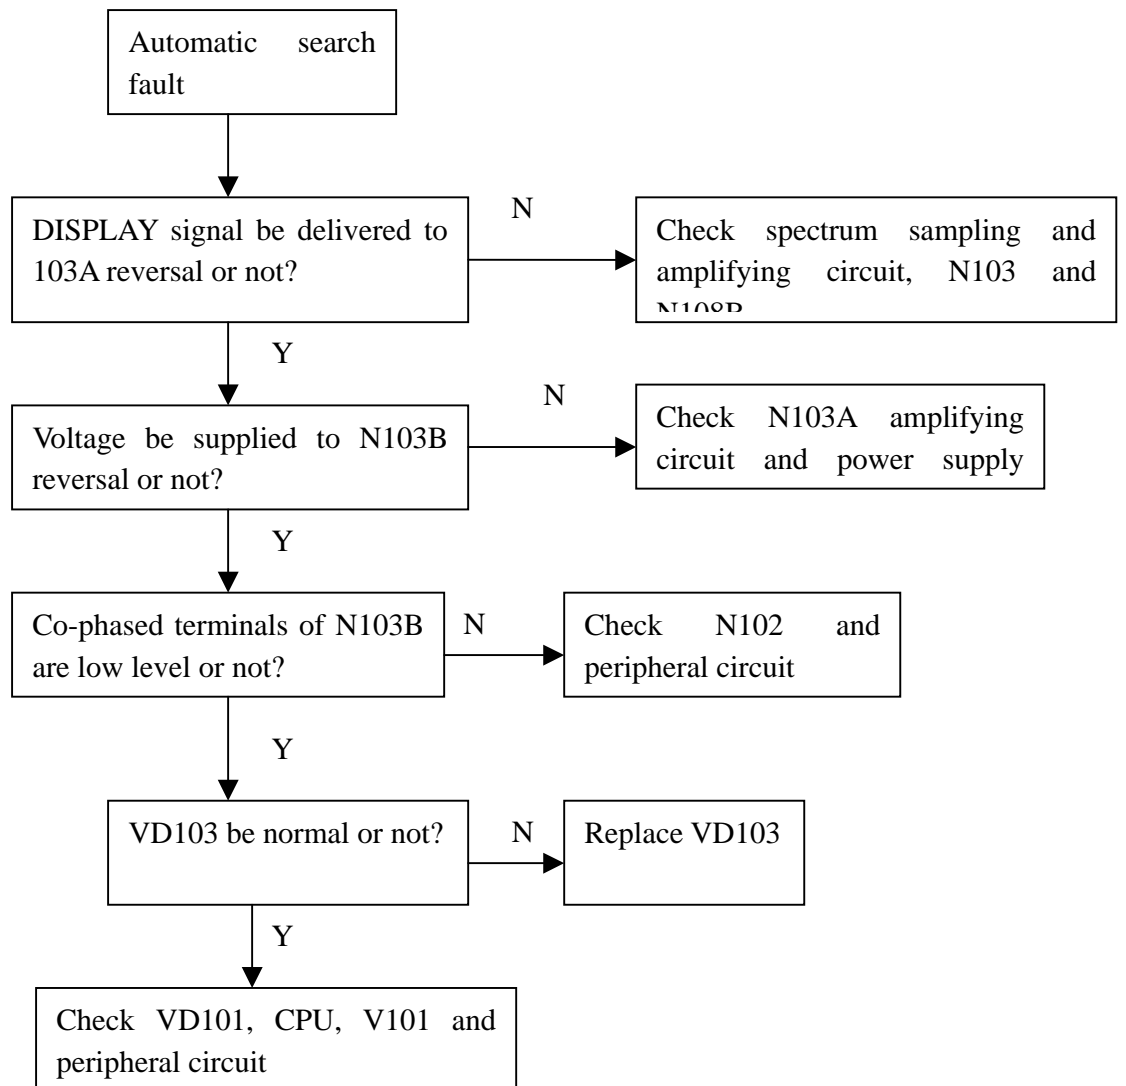 Automatic search
fault
DISPLAY signal be delivered to
103A reversal or not?
N
Check spectrum sampling and
amplifying circuit, N103 and
N108B
Y
Voltage be supplied to N103B
reversal or not?
N
Check N103A amplifying
circuit and power supply
Y
Co-phased terminals of N103B
are low level or not?
N
Check N102 and
peripheral circuit
Y
VD103 be normal or not?
N
Replace VD103
Y
Check VD101, CPU, V101 and
peripheral circuit